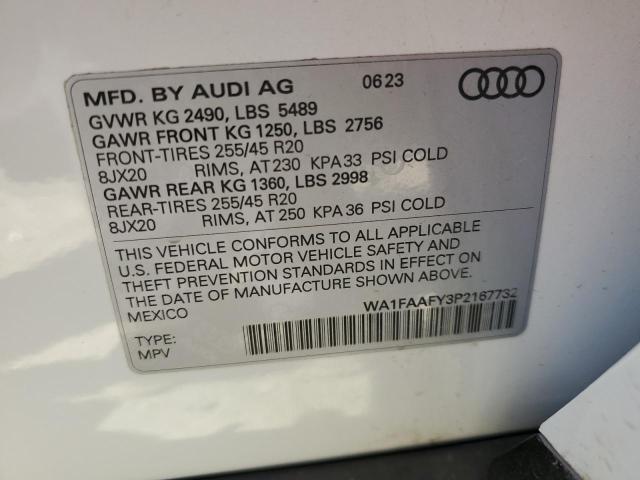 MFD. BY AUDI AG 0623
GVWR KG 2490, LBS 5489
GAWR FRONT KG 1250, LBS 2756
FRONT-TIRES 255/45 R20
8JX20 RIMS, AT 230 KPA 33 PSI COLD
GAWR REAR KG 1360, LBS 2998
REAR-TIRES 255/45 R20
8JX20 RIMS, AT 250 KPA 36 PSI COLD
THIS VEHICLE CONFORMS TO ALL APPLICABLE
U.S. FEDERAL MOTOR VEHICLE SAFETY AND
THEFT PREVENTION STANDARDS IN EFFECT ON
THE DATE OF MANUFACTURE SHOWN ABOVE.
MEXICO WA1FAAFY3P2167732
TYPE:
MPV